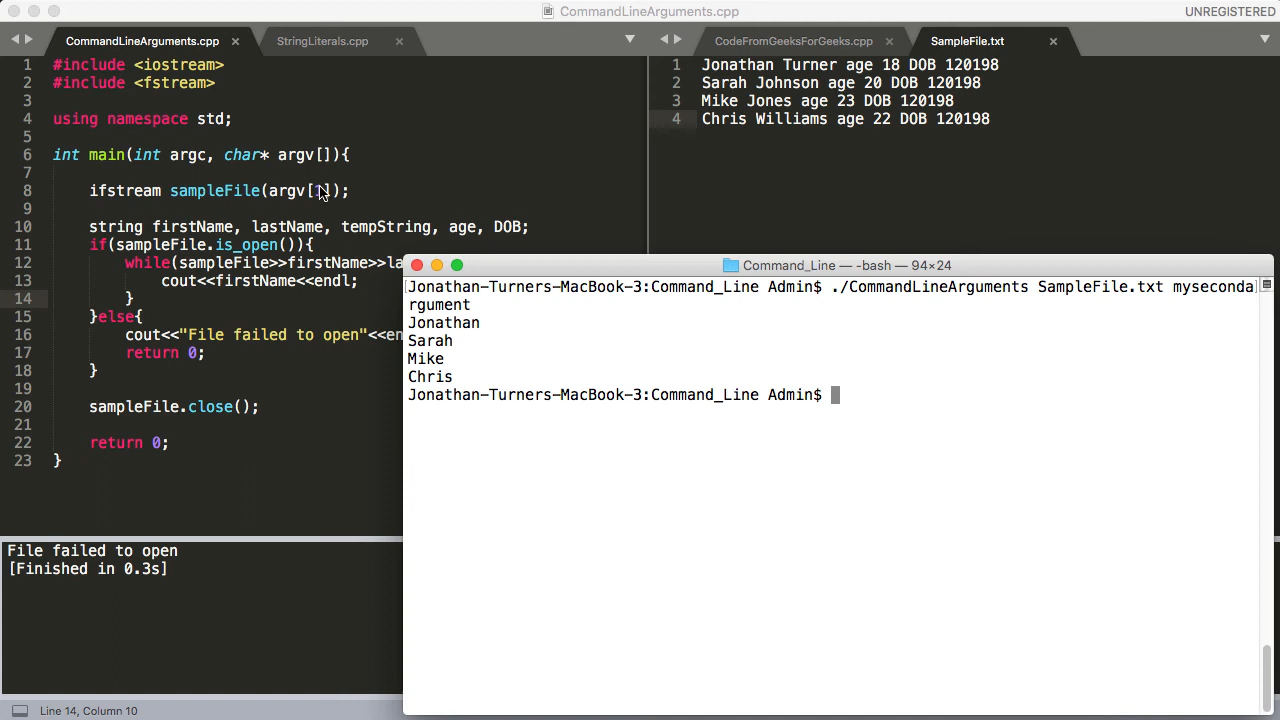 CommandLineArguments.cpp
UNREGISTERED
CommandLineArguments.cpp
StringLiterals.cpp
CodeFromGeeksForGeeks.cpp
SampleFile.txt
1 #include <iostream>
2 #include <fstream>
3
4 using namespace std;
5
6 int main(int argc, char* argv[]){
7
8 ifstream sampleFile(argv[]);
9
10 string firstName, lastName, tempString, age, DOB;
11 if(sampleFile.is_open()){
12 while(sampleFile>>firstName>>la
13 cout<<firstName<<endl;
14 }
15 }else{
16 cout<<"File failed to open"<<en
17 return 0;
18 }
19
20 sampleFile.close();
21
22 return 0;
23 }
1 Jonathan Turner age 18 DOB 120198
2 Sarah Johnson age 20 DOB 120198
3 Mike Jones age 23 DOB 120198
4 Chris Williams age 22 DOB 120198
Command_Line — -bash — 94×24
[Jonathan-Turners-MacBook-3:Command_Line Admin$ ./CommandLineArguments SampleFile.txt myseconda]
rgument
Jonathan
Sarah
Mike
Chris
Jonathan-Turners-MacBook-3:Command_Line Admin$
File failed to open
[Finished in 0.3s]
Line 14, Column 10